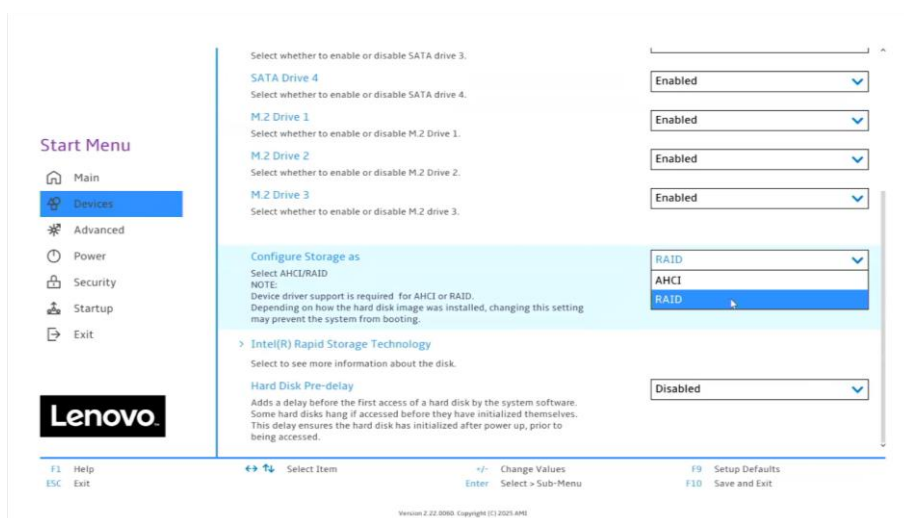 Select whether to enable or disable SATA drive 3.
SATA Drive 4
Enabled
Select whether to enable or disable SATA drive 4.
M.2 Drive 1
Enabled
Select whether to enable or disable M.2 Drive 1.
Start Menu
M.2 Drive 2
Enabled
Select whether to enable or disable M.2 Drive 2.
Main
M.2 Drive 3
Enabled
Devices
Select whether to enable or disable M.2 drive 3.
Advanced
Power
Configure Storage as
RAID
Select AHCI/RAID
AHCI
Security
NOTE:
Device driver support is required for AHCI or RAID.
RAID
Startup
Depending on how the hard disk image was installed, changing this setting
may prevent the system from booting.
Exit
> Intel(R) Rapid Storage Technology
Select to see more information about the disk.
Hard Disk Pre-delay
Disabled
Adds a delay before the first access of a hard disk by the system software.
Some hard disks hang if accessed before they have initialized themselves.
This delay ensures the hard disk has initialized after power up, prior to
being accessed.
Lenovo
F1 Help
Select Item
+/- Change Values
F9 Setup Defaults
ESC Exit
Enter Select > Sub-Menu
F10 Save and Exit
Version 2.22.0060. Copyright (C) 2025 AMI